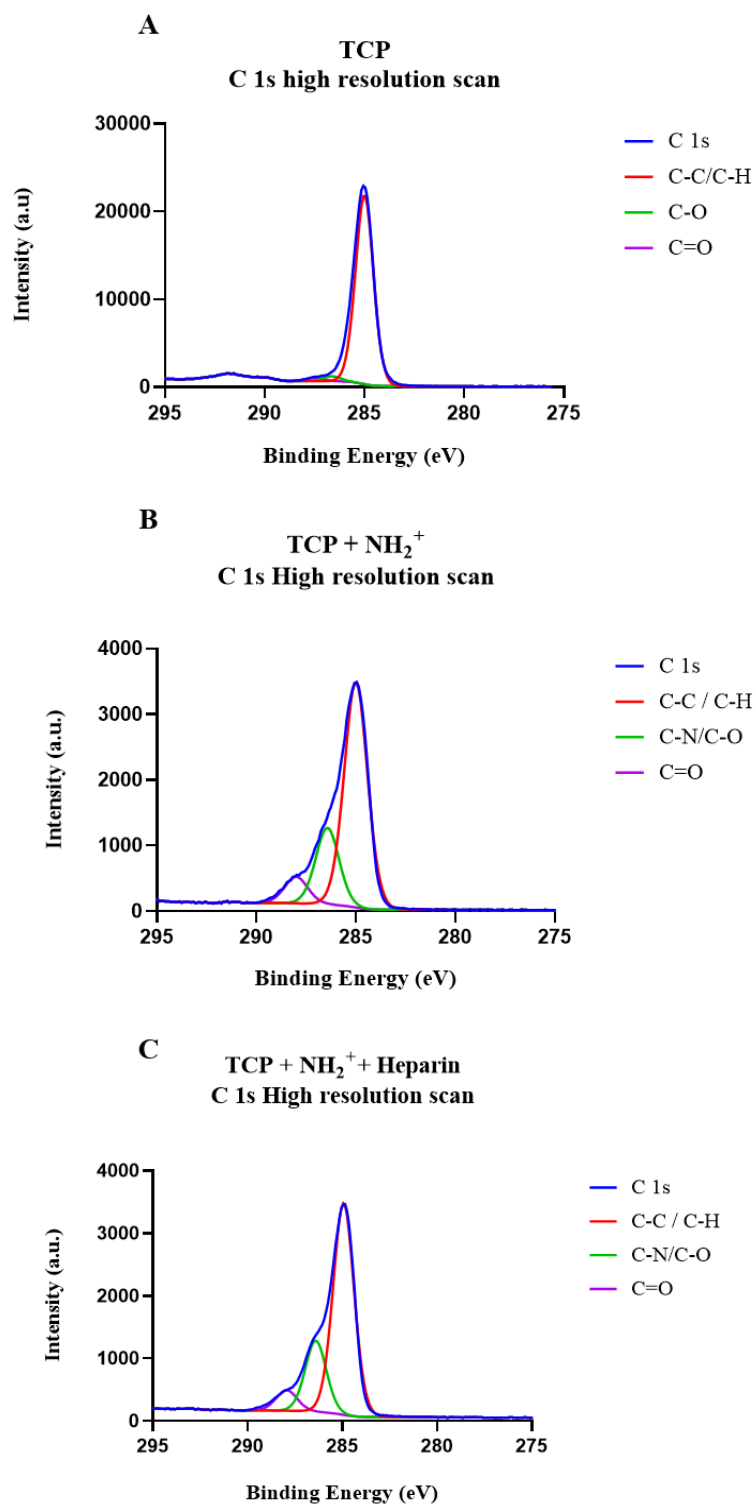 A
TCP
C 1s high resolution scan
30000
20000
10000
0
295 290 285 280 275
Intensity (a.u)
Binding Energy (eV)
C 1s
C-C/C-H
C-O
C=O
B
TCP + NH₂⁺
C 1s High resolution scan
4000
3000
2000
1000
0
295 290 285 280 275
Intensity (a.u.)
Binding Energy (eV)
C 1s
C-C / C-H
C-N/C-O
C=O
C
TCP + NH₂⁺ + Heparin
C 1s High resolution scan
4000
3000
2000
1000
0
295 290 285 280 275
Intensity (a.u.)
Binding Energy (eV)
C 1s
C-C / C-H
C-N/C-O
C=O